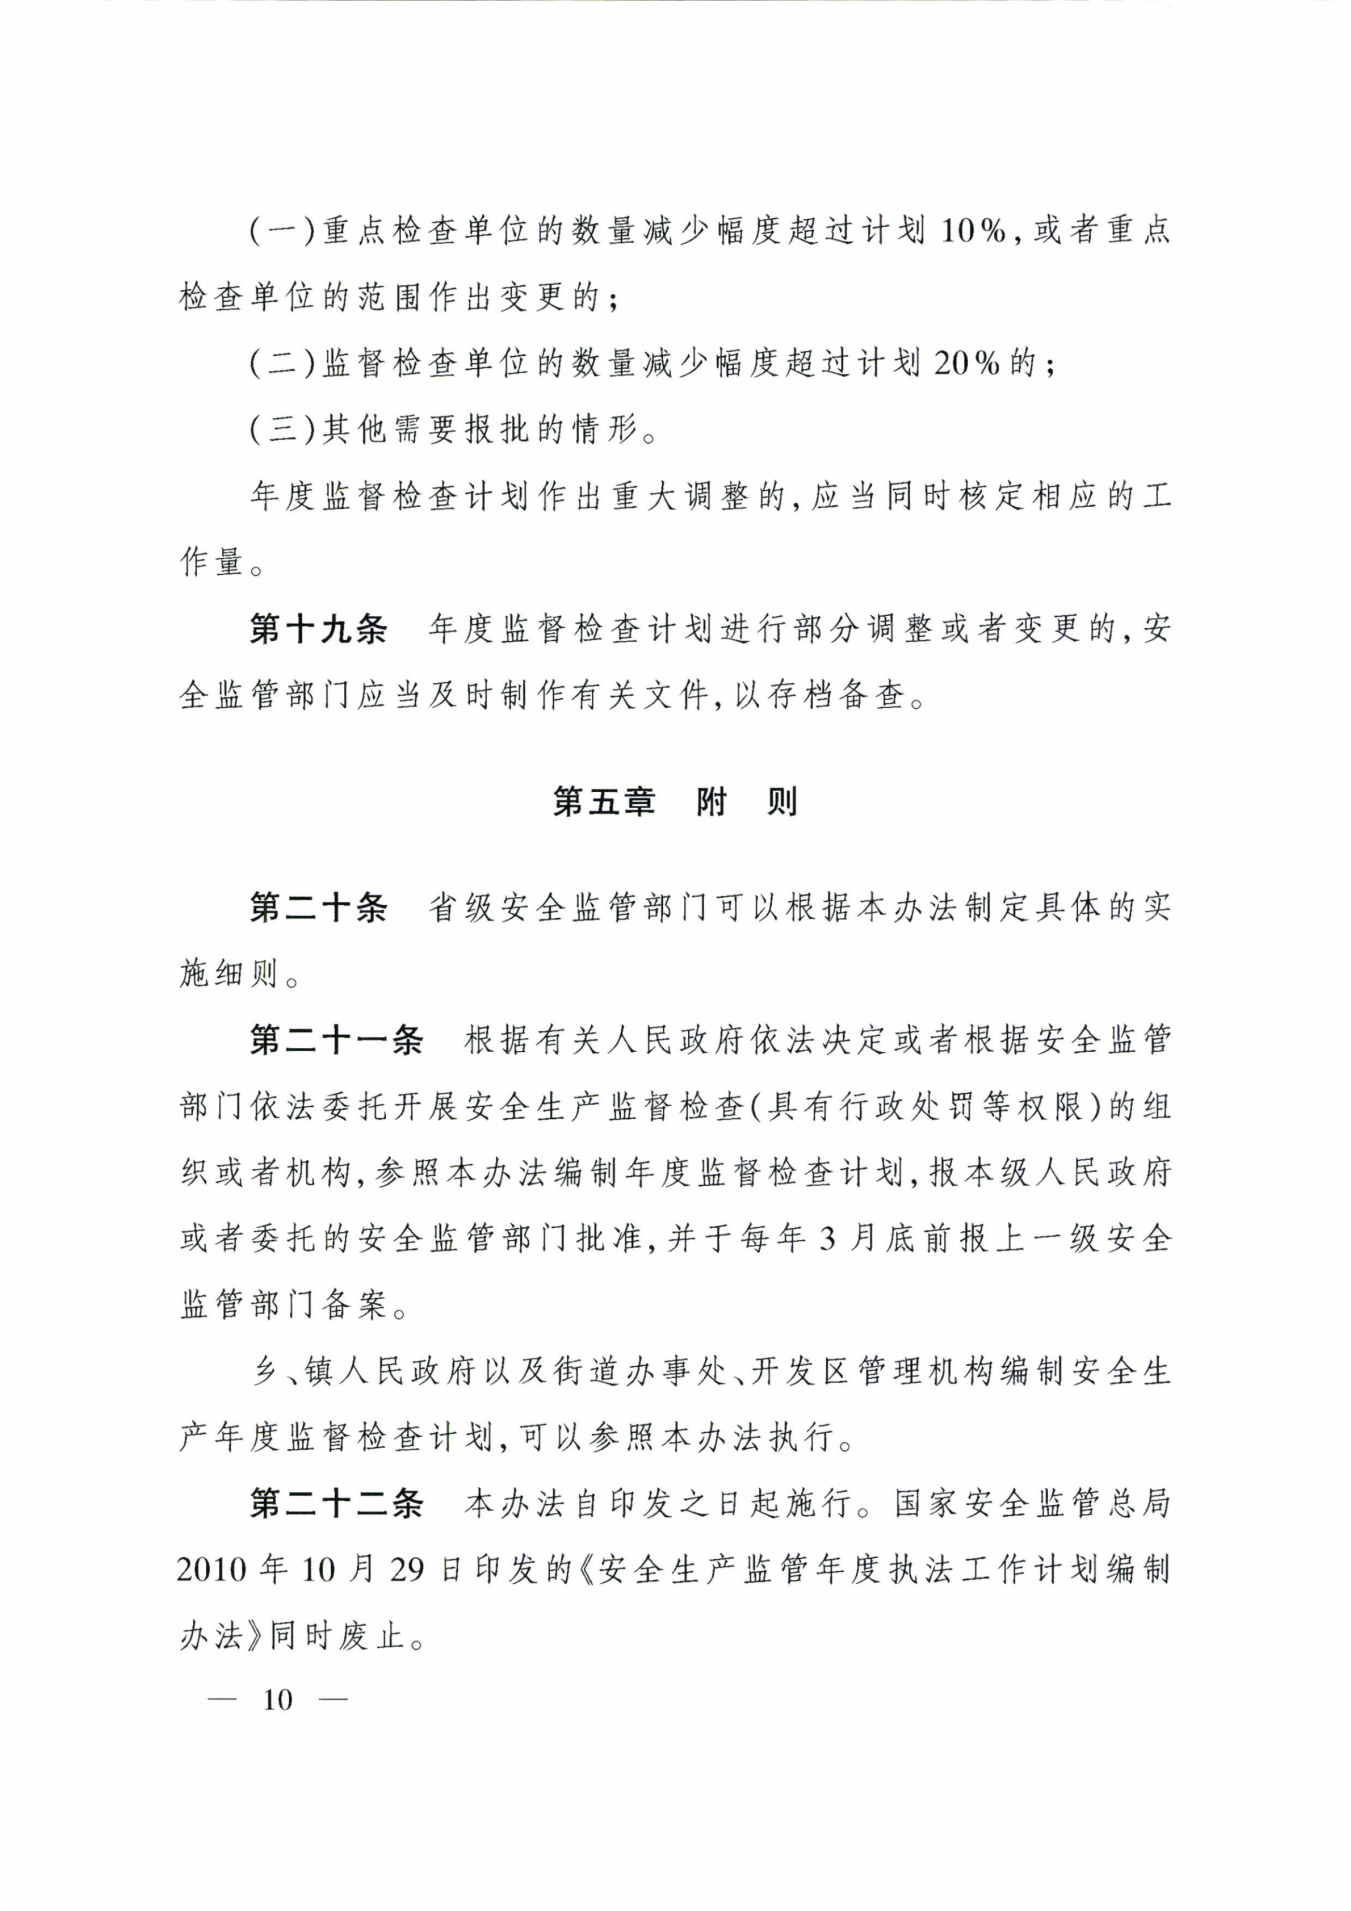 (一)重点检查单位的数量减少幅度超过计划 10%,或者重点
检查单位的范围作出变更的;
(二)监督检查单位的数量减少幅度超过计划 20%的;
(三)其他需要报批的情形。
年度监督检查计划作出重大调整的,应当同时核定相应的工
作量。
第十九条 年度监督检查计划进行部分调整或者变更的,安
全监管部门应当及时制作有关文件,以存档备查。
第五章 附 则
第二十条 省级安全监管部门可以根据本办法制定具体的实
施细则。
第二十一条 根据有关人民政府依法决定或者根据安全监管
部门依法委托开展安全生产监督检查(具有行政处罚等权限)的组
织或者机构,参照本办法编制年度监督检查计划,报本级人民政府
或者委托的安全监管部门批准,并于每年 3 月底前报上一级安全
监管部门备案。
乡、镇人民政府以及街道办事处、开发区管理机构编制安全生
产年度监督检查计划,可以参照本办法执行。
第二十二条 本办法自印发之日起施行。国家安全监管总局
2010 年 10 月 29 日印发的《安全生产监管年度执法工作计划编制
办法》同时废止。
— 10 —